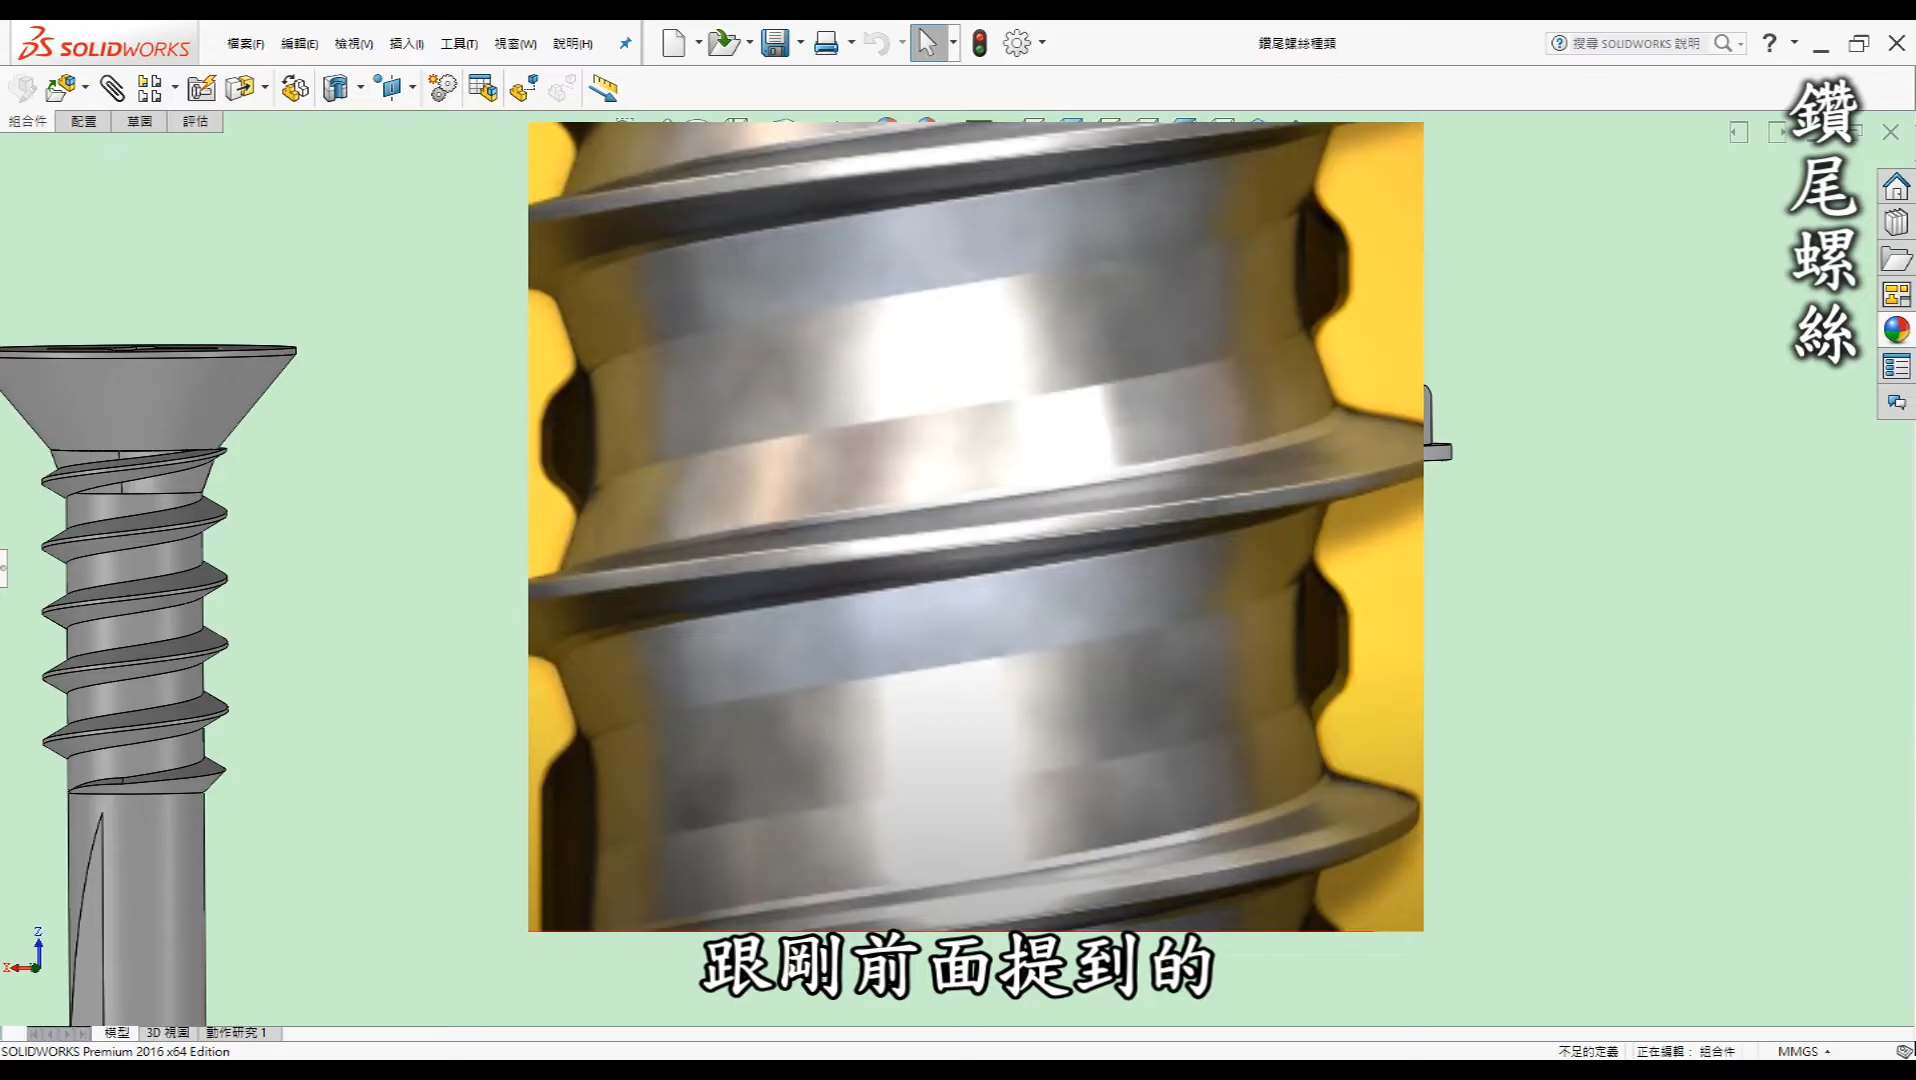 SOLIDWORKS
檔案(F) 編輯(E) 檢視(V) 插入(I) 工具(T) 視窗(W) 說明(H)
鑽尾螺絲種類
搜尋 SOLIDWORKS 說明
組合件 配置 草圖 評估
鑽尾螺絲
跟剛前面提到的
Z
X
模型 3D 視圖 動作研究 1
SOLIDWORKS Premium 2016 x64 Edition
不足的定義 正在編輯： 組合件 MMGS